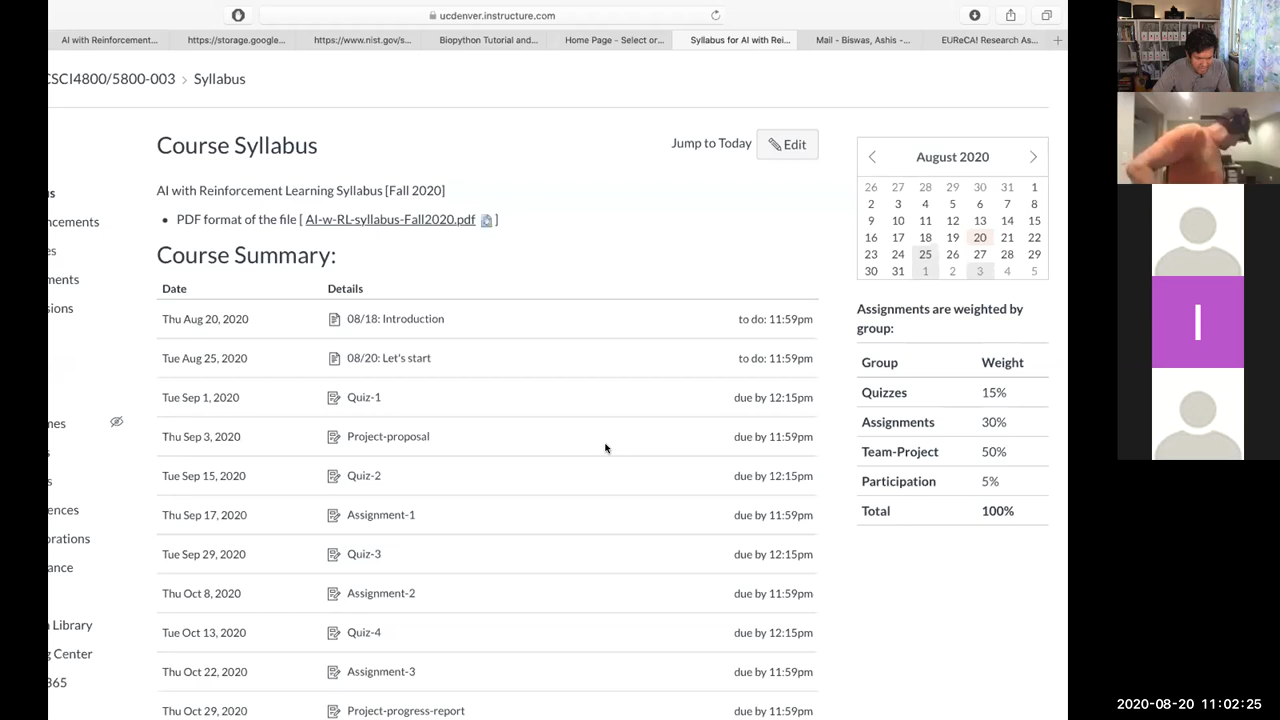 ucdenver.instructure.com
AI with Reinforcement... https://storage.google... https://www.nist.gov/s... Tutorial and... Home Page - Select or... Syllabus for AI with Rei... Mail - Biswas, Ashis -... EUReCA! Research As...
CSCI4800/5800-003 > Syllabus
Course Syllabus
Jump to Today Edit
AI with Reinforcement Learning Syllabus [Fall 2020]
• PDF format of the file [ AI-w-RL-syllabus-Fall2020.pdf ]
Course Summary:
Date Details
Thu Aug 20, 2020 08/18: Introduction to do: 11:59pm
Tue Aug 25, 2020 08/20: Let's start to do: 11:59pm
Tue Sep 1, 2020 Quiz-1 due by 12:15pm
Thu Sep 3, 2020 Project-proposal due by 11:59pm
Tue Sep 15, 2020 Quiz-2 due by 12:15pm
Thu Sep 17, 2020 Assignment-1 due by 11:59pm
Tue Sep 29, 2020 Quiz-3 due by 12:15pm
Thu Oct 8, 2020 Assignment-2 due by 11:59pm
Tue Oct 13, 2020 Quiz-4 due by 12:15pm
Thu Oct 22, 2020 Assignment-3 due by 11:59pm
Thu Oct 29, 2020 Project-progress-report due by 11:59pm
us
ncements
es
ments
sions
mes
s
s
ences
orations
ance
n Library
g Center
365
August 2020
26 27 28 29 30 31 1
2 3 4 5 6 7 8
9 10 11 12 13 14 15
16 17 18 19 20 21 22
23 24 25 26 27 28 29
30 31 1 2 3 4 5
Assignments are weighted by
group:
Group Weight
Quizzes 15%
Assignments 30%
Team-Project 50%
Participation 5%
Total 100%
I
2020-08-20 11:02:25